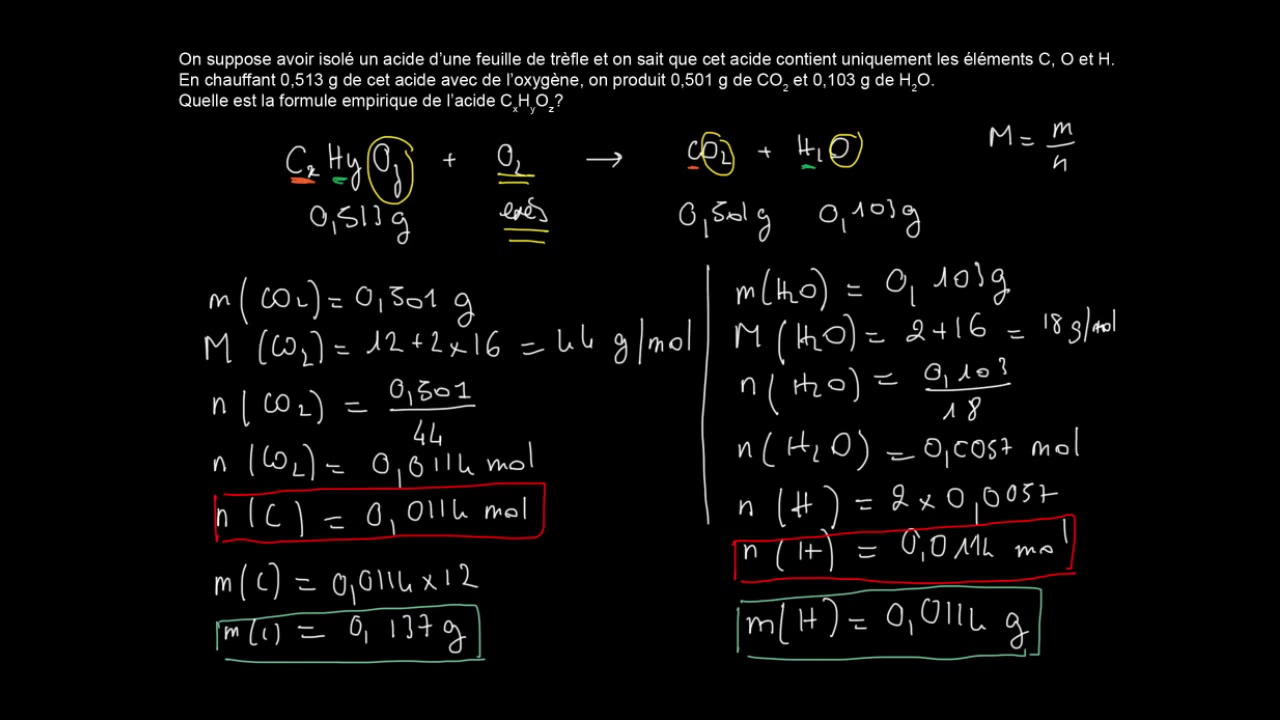 On suppose avoir isolé un acide d'une feuille de trèfle et on sait que cet acide contient uniquement les éléments C, O et H.
En chauffant 0,513 g de cet acide avec de l'oxygène, on produit 0,501 g de CO₂ et 0,103 g de H₂O.
Quelle est la formule empirique de l'acide CₓHᵧO_z?
CₓHyOz + O₂ → CO₂ + H₂O
M = m/n
0,513g excès 0,501g 0,103g
m(CO₂) = 0,501 g
M(CO₂) = 12+2×16 = 44 g/mol
n(CO₂) = 0,501/44
n(CO₂) = 0,0114 mol
n(C) = 0,0114 mol
m(C) = 0,0114×12
m(C) = 0,137 g
m(H₂O) = 0,103g
M(H₂O) = 2+16 = 18 g/mol
n(H₂O) = 0,103/18
n(H₂O) = 0,0057 mol
n(H) = 2×0,0057
n(H) = 0,0114 mol
m(H) = 0,0114 g